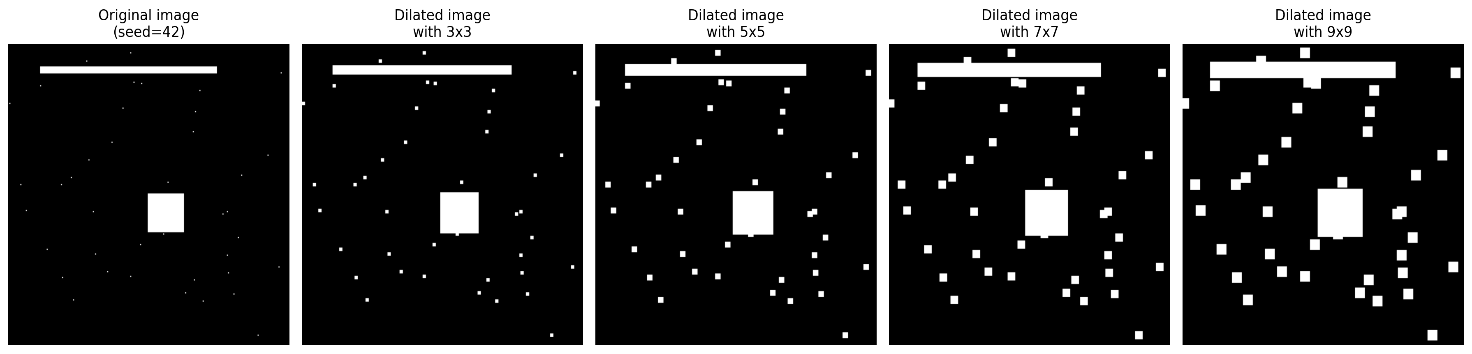 Original image
(seed=42)
Dilated image
with 3x3
Dilated image
with 5x5
Dilated image
with 7x7
Dilated image
with 9x9